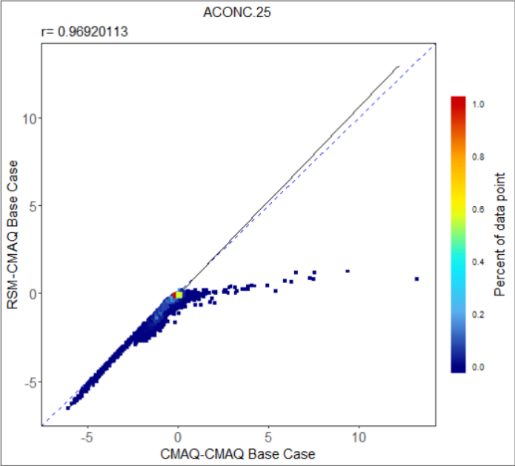 ACONC.25
r= 0.96920113
10
5
0
-5
RSM-CMAQ Base Case
-5
0
5
10
CMAQ-CMAQ Base Case
1.0
0.8
0.6
0.4
0.2
0.0
Percent of data point